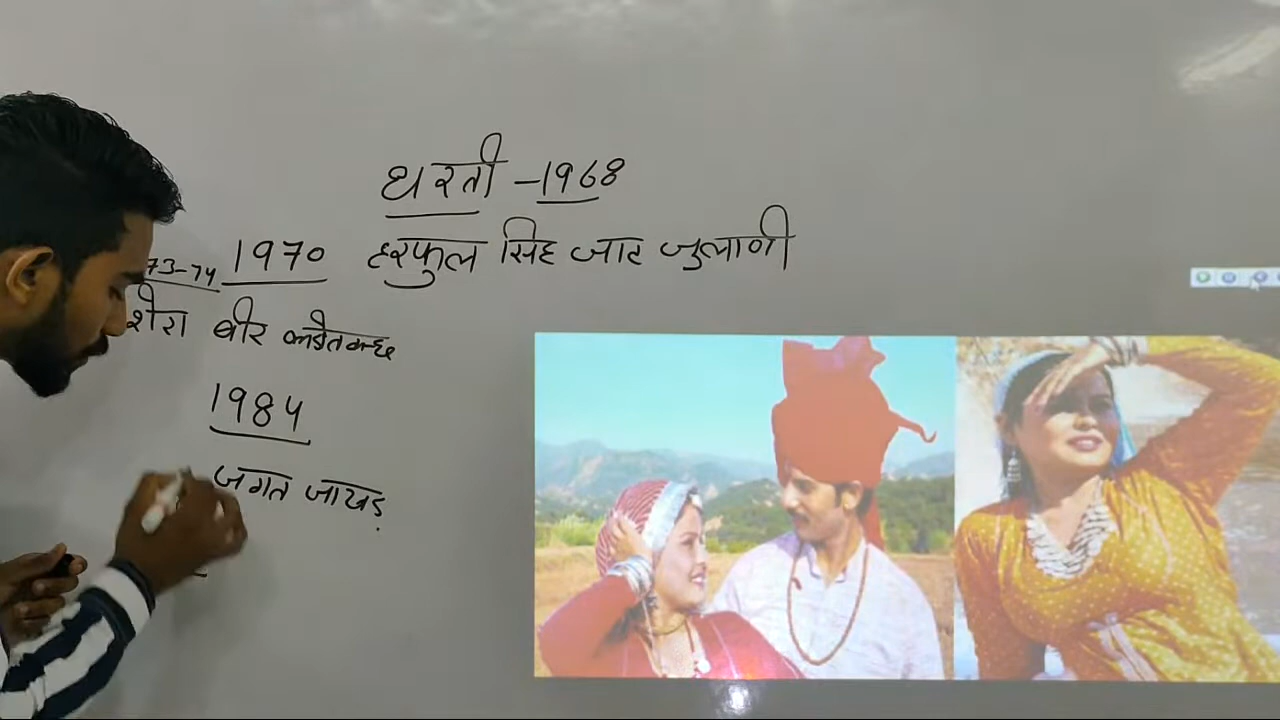 धरती - 1968
हरफुल सिंह जाट जुलाणी
73-74 1970
शेरा बीर
1984
जगत जाखड़